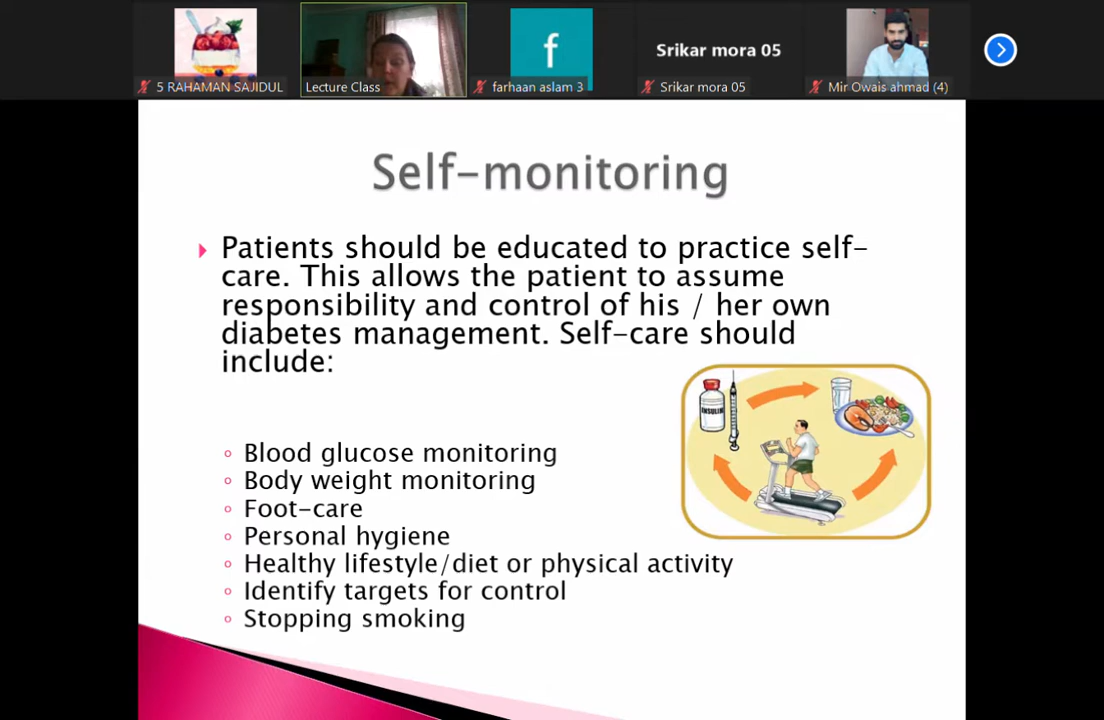 Srikar mora 05
5 RAHAMAN SAJIDUL
Lecture Class
f
farhaan aslam 3
Srikar mora 05
Mir Owais ahmad (4)
Self-monitoring
Patients should be educated to practice self-
care. This allows the patient to assume
responsibility and control of his / her own
diabetes management. Self-care should
include:
INSULIN
Blood glucose monitoring
Body weight monitoring
Foot-care
Personal hygiene
Healthy lifestyle/diet or physical activity
Identify targets for control
Stopping smoking